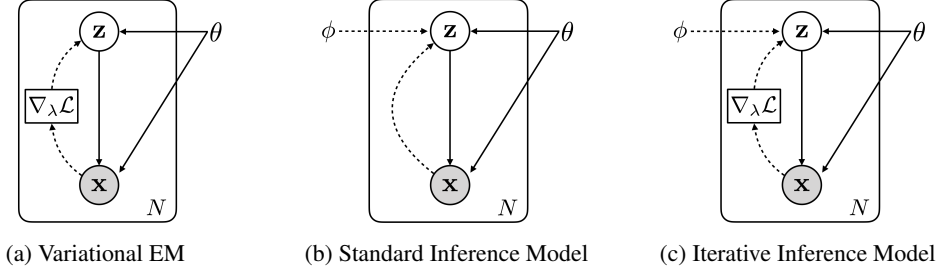 z θ
∇λℒ
x
N
(a) Variational EM
ϕ z θ
x
N
(b) Standard Inference Model
ϕ z θ
∇λℒ
x
N
(c) Iterative Inference Model